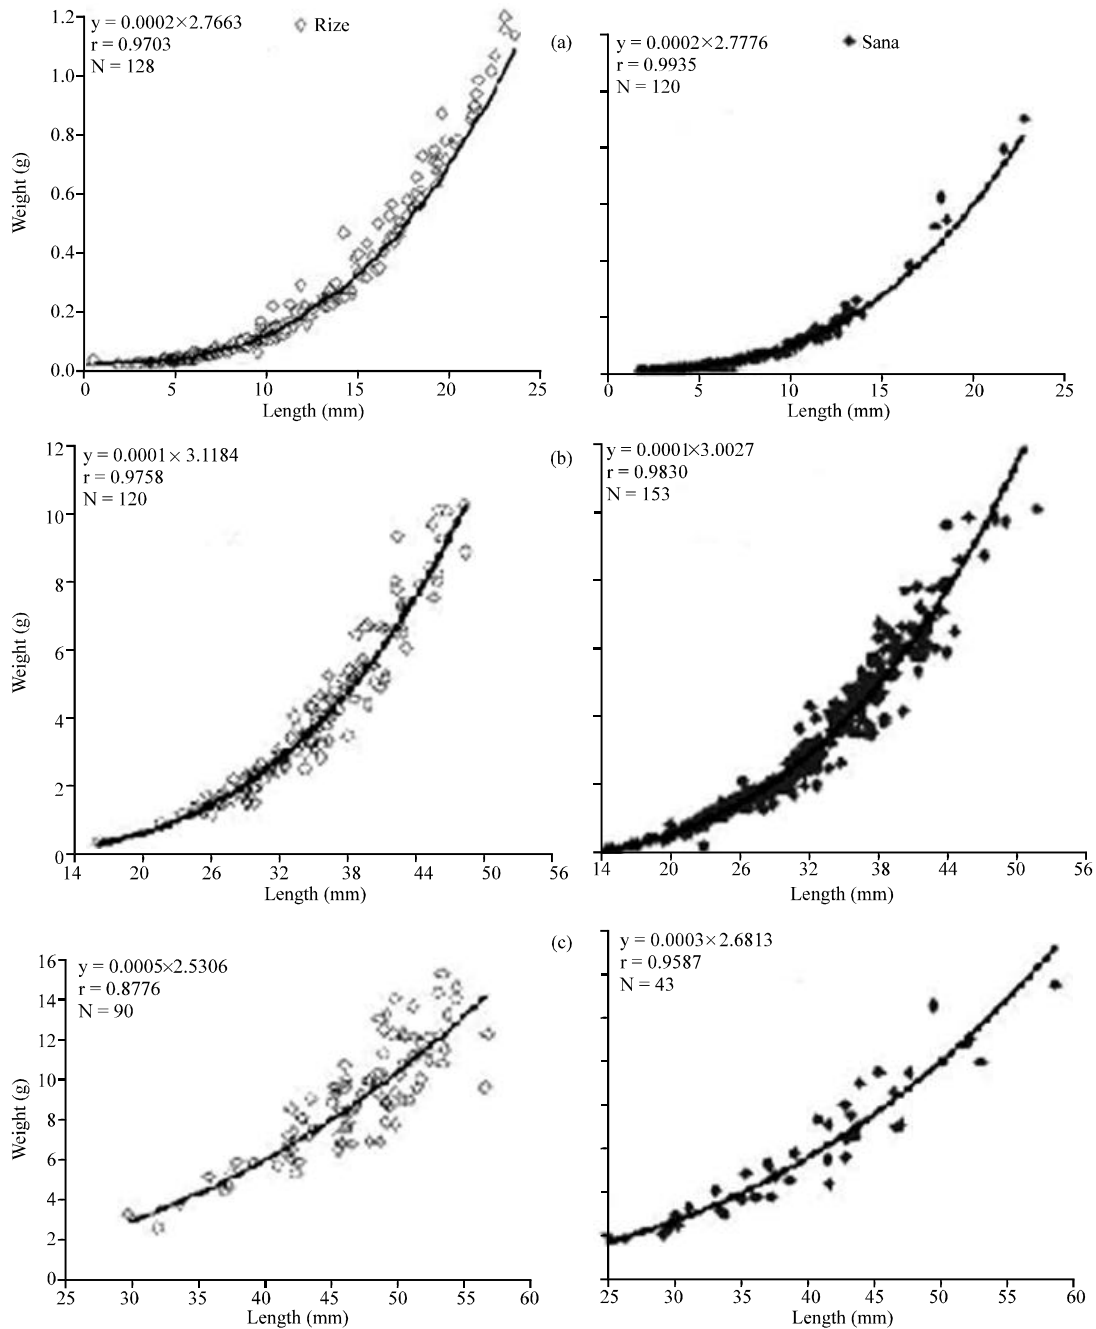 y = 0.0002×2.7663
r = 0.9703
N = 128
Rize
(a)
y = 0.0002×2.7776
r = 0.9935
N = 120
Sana
1.2
1.0
0.8
0.6
0.4
0.2
0.0
Weight (g)
0 5 10 15 20 25
Length (mm)
0 5 10 15 20 25
Length (mm)
y = 0.0001 × 3.1184
r = 0.9758
N = 120
(b)
y = 0.0001×3.0027
r = 0.9830
N = 153
12
10
8
6
4
2
0
Weight (g)
14 20 26 32 38 44 50 56
Length (mm)
14 20 26 32 38 44 50 56
Length (mm)
y = 0.0005×2.5306
r = 0.8776
N = 90
(c)
y = 0.0003×2.6813
r = 0.9587
N = 43
16
14
12
10
8
6
4
2
0
Weight (g)
25 30 35 40 45 50 55 60
Length (mm)
25 30 35 40 45 50 55 60
Length (mm)